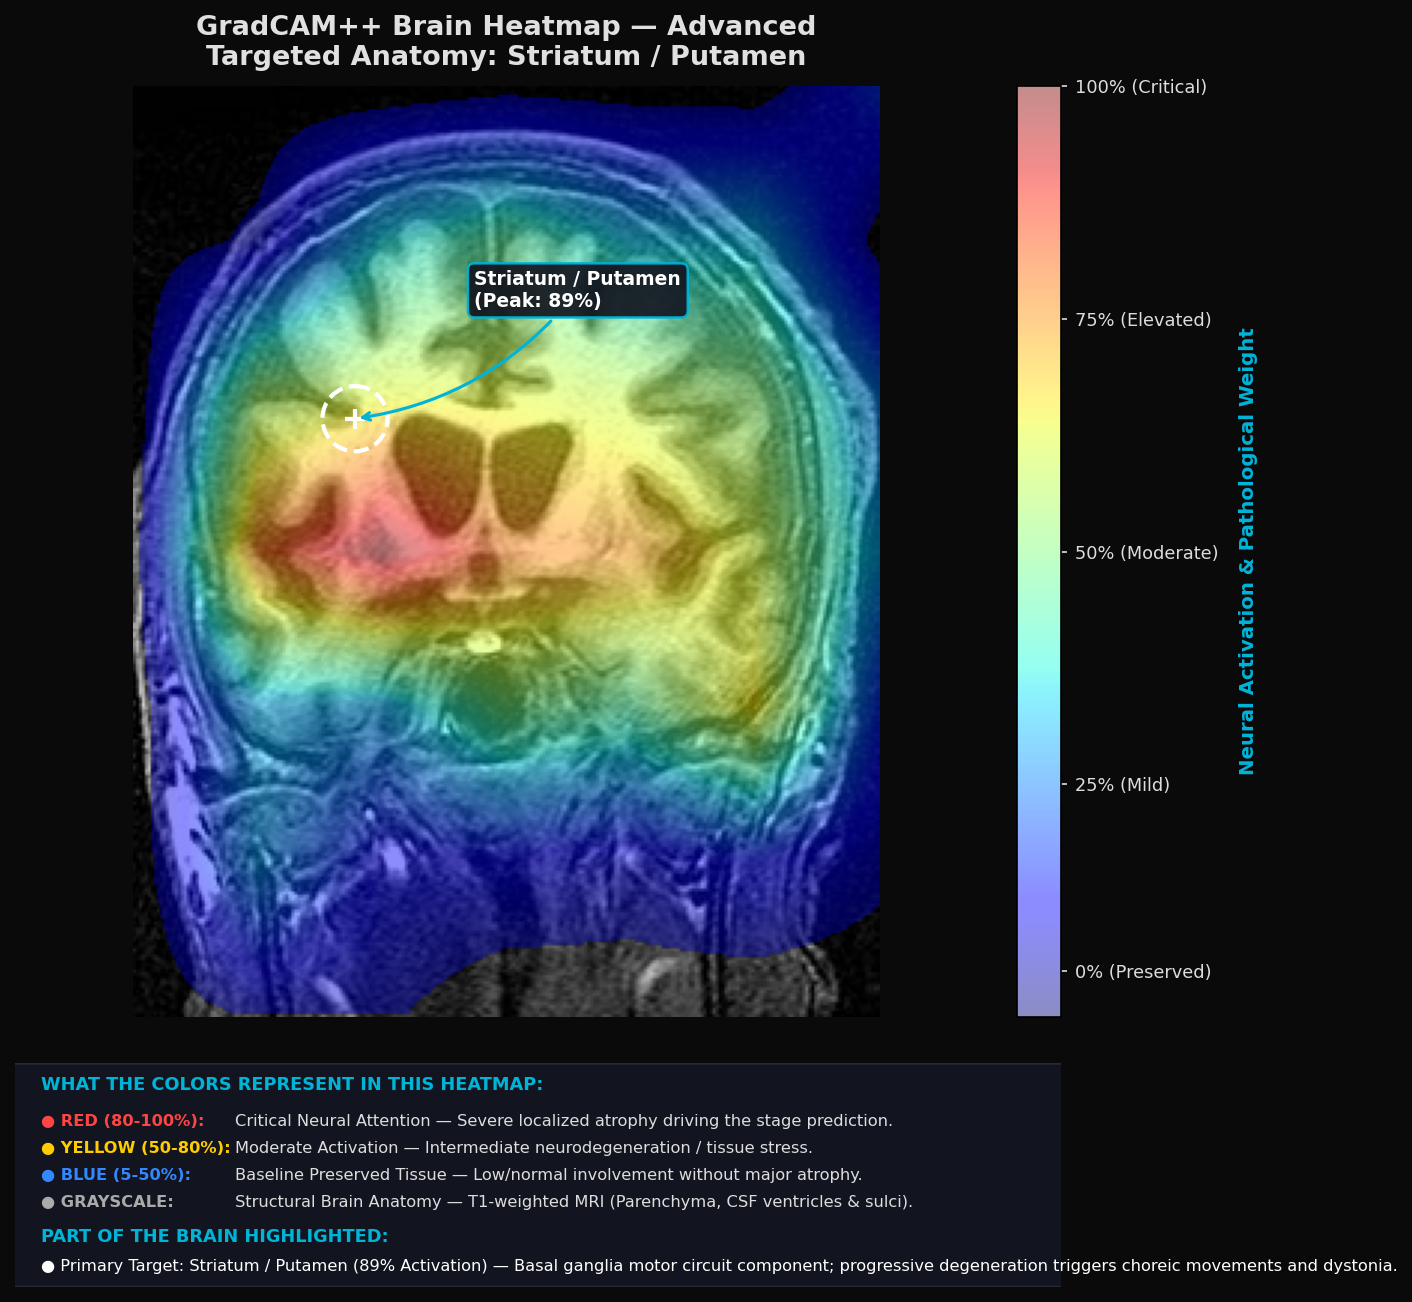 GradCAM++ Brain Heatmap — Advanced
Targeted Anatomy: Striatum / Putamen
Striatum / Putamen
(Peak: 89%)
100% (Critical)
75% (Elevated)
50% (Moderate)
25% (Mild)
0% (Preserved)
Neural Activation & Pathological Weight
WHAT THE COLORS REPRESENT IN THIS HEATMAP:
● RED (80-100%): Critical Neural Attention — Severe localized atrophy driving the stage prediction.
● YELLOW (50-80%): Moderate Activation — Intermediate neurodegeneration / tissue stress.
● BLUE (5-50%): Baseline Preserved Tissue — Low/normal involvement without major atrophy.
● GRAYSCALE: Structural Brain Anatomy — T1-weighted MRI (Parenchyma, CSF ventricles & sulci).
PART OF THE BRAIN HIGHLIGHTED:
● Primary Target: Striatum / Putamen (89% Activation) — Basal ganglia motor circuit component; progressive degeneration triggers choreic movements and dystonia.